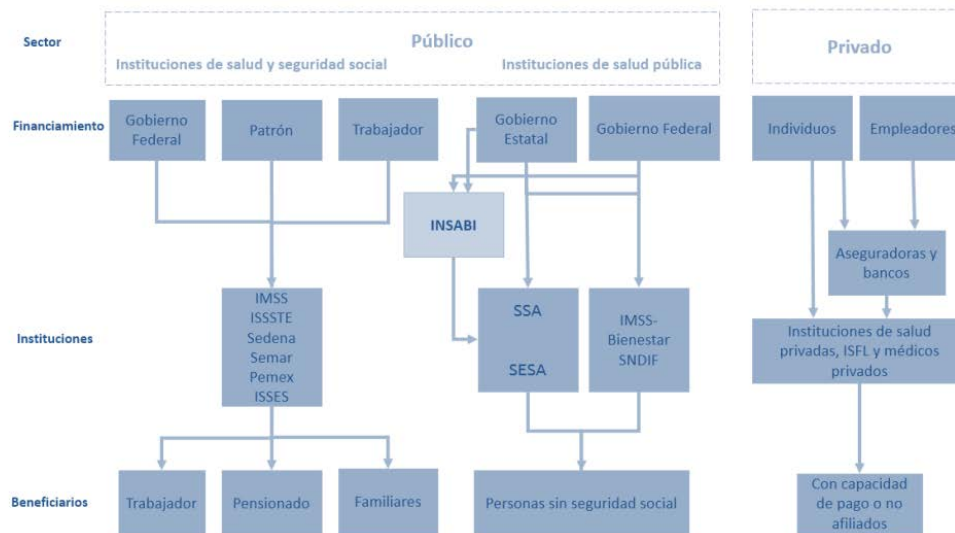 Sector
Público
Privado
Instituciones de salud y seguridad social
Instituciones de salud pública
Financiamiento
Gobierno
Federal
Patrón
Trabajador
Gobierno
Estatal
Gobierno Federal
Individuos
Empleadores
INSABI
Aseguradoras y
bancos
Instituciones
IMSS
ISSSTE
Sedena
Semar
Pemex
ISSES
SSA
SESA
IMSS-
Bienestar
SNDIF
Instituciones de salud
privadas, ISFL y médicos
privados
Beneficiarios
Trabajador
Pensionado
Familiares
Personas sin seguridad social
Con capacidad
de pago o no
afiliados